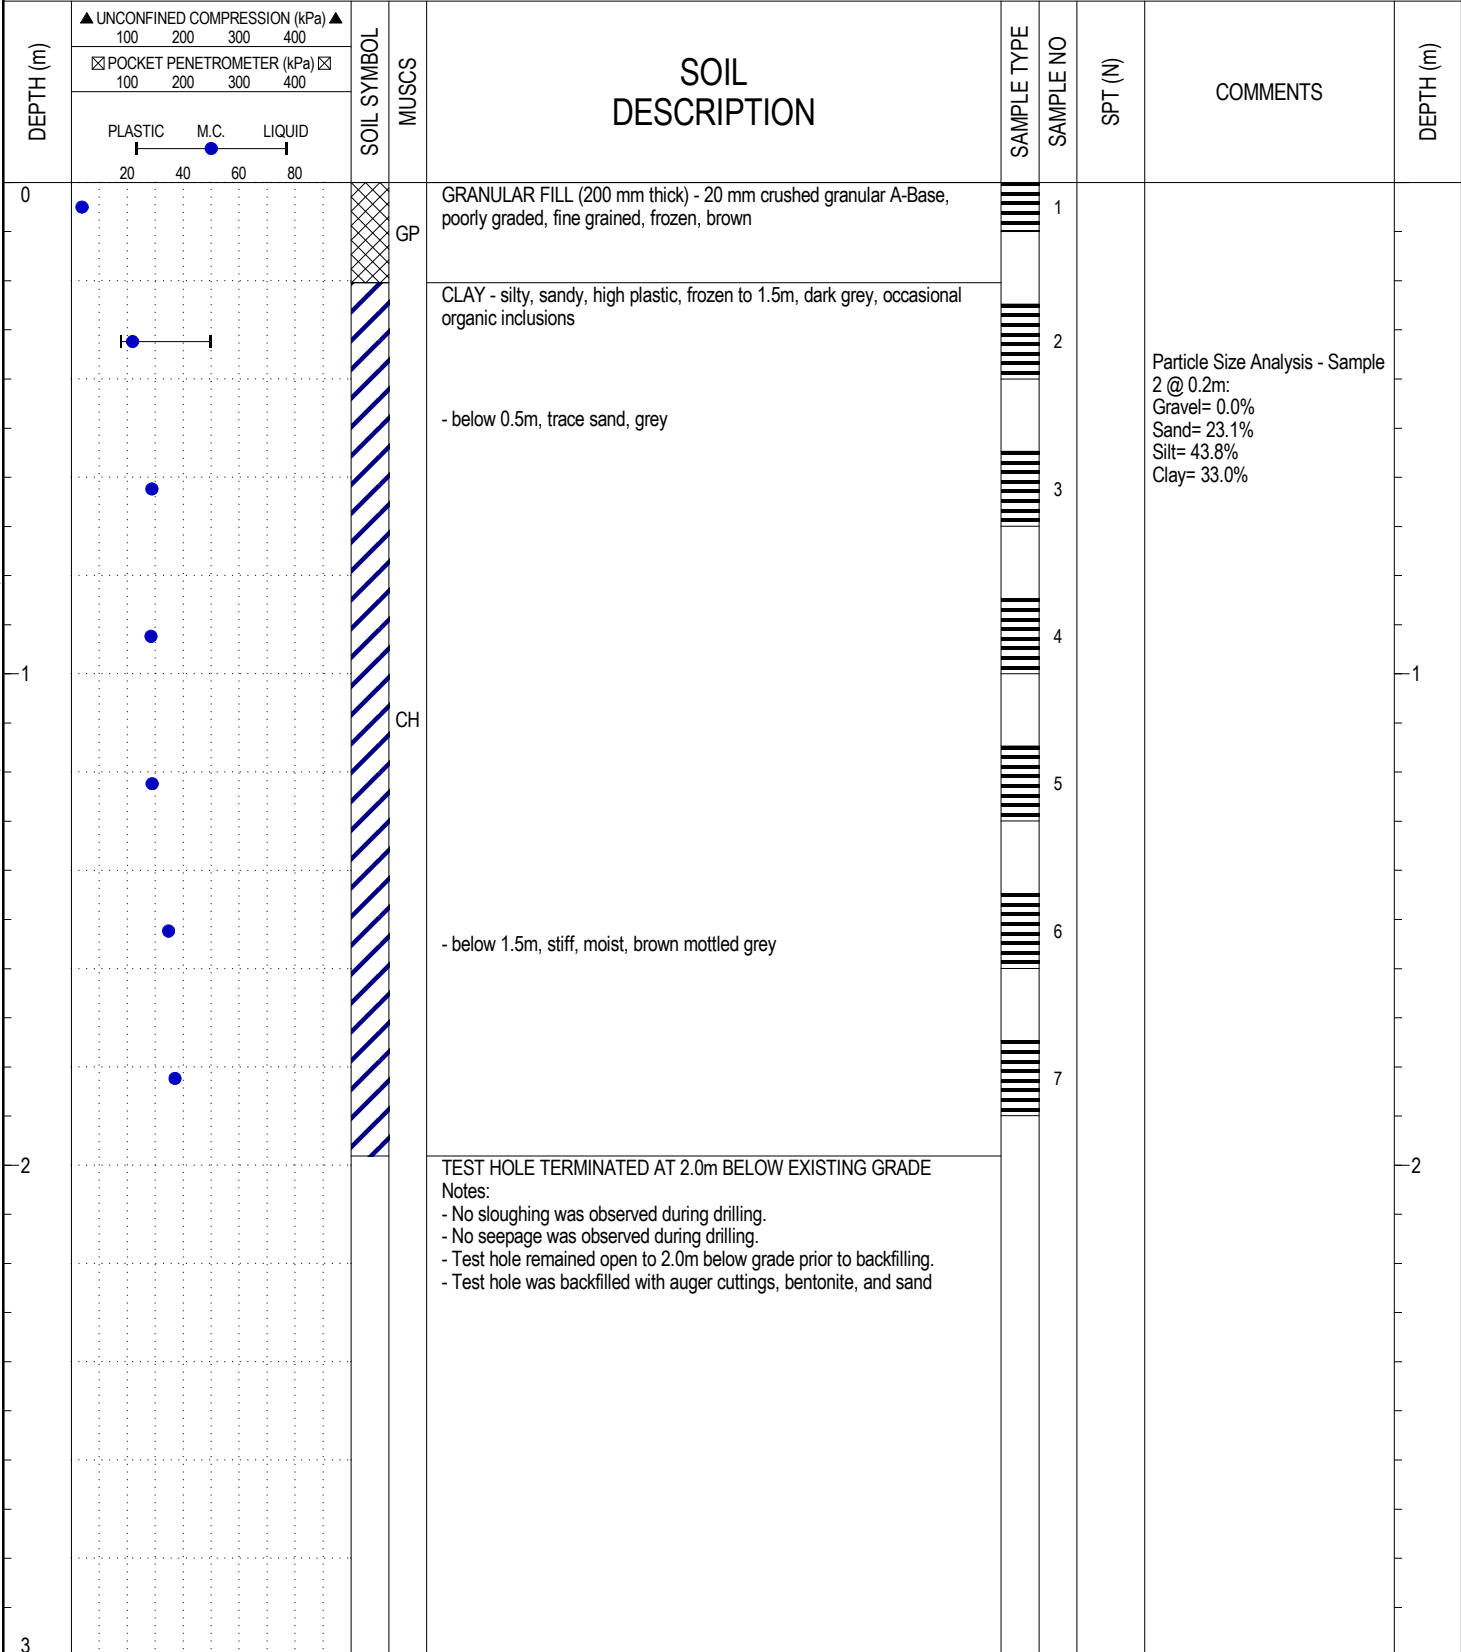 DEPTH (m)
▲ UNCONFINED COMPRESSION (kPa) ▲
100 200 300 400
☒ POCKET PENETROMETER (kPa) ☒
100 200 300 400
PLASTIC M.C. LIQUID
20 40 60 80
SOIL SYMBOL
MUSCS
SOIL
DESCRIPTION
SAMPLE TYPE
SAMPLE NO
SPT (N)
COMMENTS
DEPTH (m)
0
GRANULAR FILL (200 mm thick) - 20 mm crushed granular A-Base,
poorly graded, fine grained, frozen, brown
1
GP
CLAY - silty, sandy, high plastic, frozen to 1.5m, dark grey, occasional
organic inclusions
2
Particle Size Analysis - Sample
2 @ 0.2m:
Gravel= 0.0%
Sand= 23.1%
Silt= 43.8%
Clay= 33.0%
- below 0.5m, trace sand, grey
3
4
1
1
CH
5
6
- below 1.5m, stiff, moist, brown mottled grey
7
2
2
TEST HOLE TERMINATED AT 2.0m BELOW EXISTING GRADE
Notes:
- No sloughing was observed during drilling.
- No seepage was observed during drilling.
- Test hole remained open to 2.0m below grade prior to backfilling.
- Test hole was backfilled with auger cuttings, bentonite, and sand
3